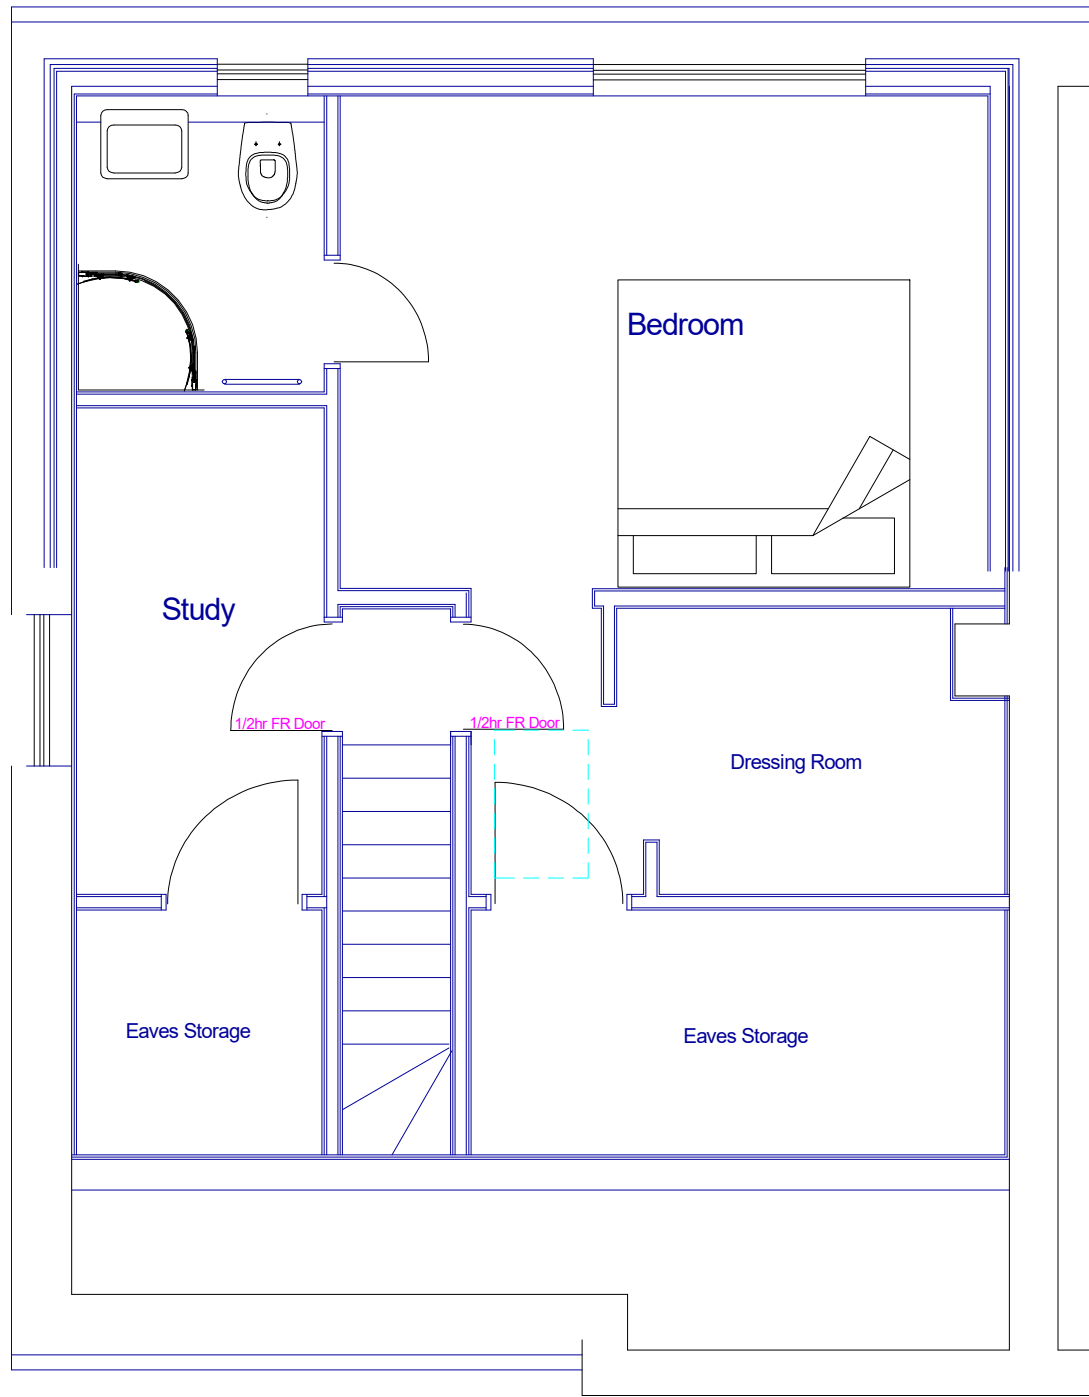 Bedroom
Study
1/2hr FR Door
1/2hr FR Door
Dressing Room
Eaves Storage
Eaves Storage